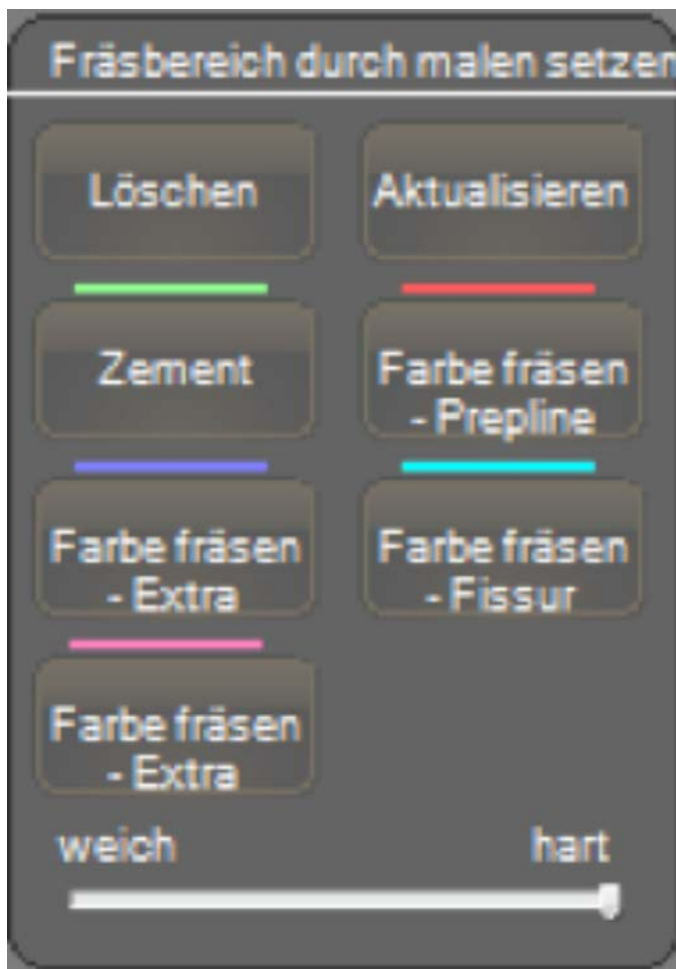 Fräsbereich durch malen setzen
Löschen
Aktualisieren
Zement
Farbe fräsen
- Prepline
Farbe fräsen
- Extra
Farbe fräsen
- Fissur
Farbe fräsen
- Extra
weich
hart